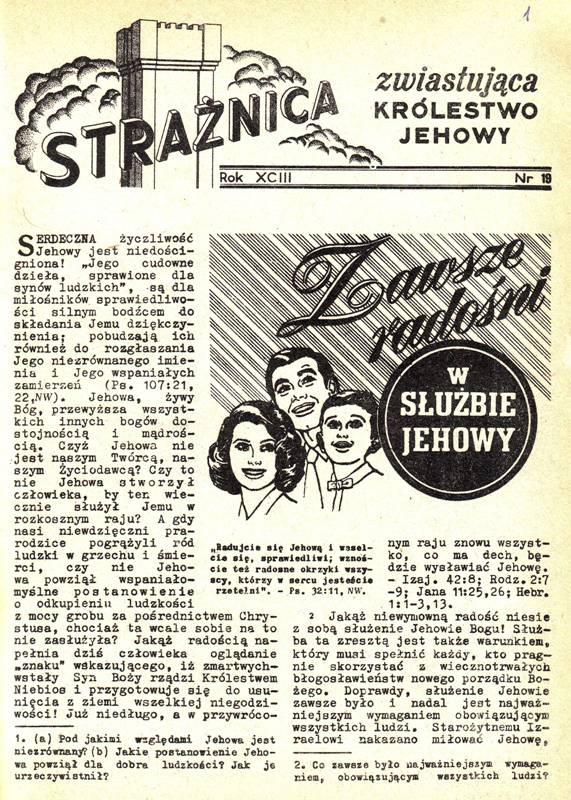 1
STRAŻNICA
zwiastująca
KRÓLESTWO
JEHOWY
Rok XCIII
Nr 19
SERDECZNA życzliwość
Jehowy jest niedości-
gniona! „Jego cudowne
dzieła, sprawione dla
synów ludzkich”, są dla
miłośników sprawiedliwo-
ści silnym bodźcem do
składania Jemu dziękczy-
nienia; pobudzają ich
również do rozgłaszania
Jego niezrównanego imie-
nia i Jego wspaniałych
zamierzeń (Ps. 107:21,
22,NW). Jehowa, żywy
Bóg, przewyższa wszyst-
kich innych bogów do-
stojnością i mądroś-
cią. Czyż Jehowa nie
jest naszym Twórcą, na-
szym Życiodawcą? Czy to
nie Jehowa stworzył
człowieka, by ten wie-
cznie służył Jemu w
rozkosznym raju? A gdy
nasi niewdzięczni pra-
rodzice pogrążyli ród
ludzki w grzechu i śmie-
rci, czy nie Jeho-
wa powziął wspaniało-
myślne postanowienie
o odkupieniu ludzkości
z mocy grobu za pośrednictwem Chry-
stusa, chociaż ta wcale sobie na to
nie zasłużyła? Jakąż radością na-
pełnia dziś człowieka oglądanie
„znaku” wskazującego, iż zmartwych-
wstały Syn Boży rządzi Królestwem
Niebios i przygotowuje się do usu-
nięcia z ziemi wszelkiej niegodzi-
wości! Już niedługo, a w przywróco-
1. (a) Pod jakimi względami Jehowa jest
niezrównany? (b) Jakie postanowienie Jeho-
wa powziął dla dobra ludzkości? Jak je
urzeczywistnił?
Zawsze
radośni
W
SŁUŻBIE
JEHOWY
„Radujcie się Jehową i wesel-
cie się, sprawiedliwi; wznoś-
cie też radosne okrzyki wszy-
scy, którzy w sercu jesteście
rzetelni”. - Ps. 32:11, NW.
nym raju znowu wszyst-
ko, co ma dech, bę-
dzie wysławiać Jehowę.
- Izaj. 42:8; Rodz. 2:7
-9; Jana 11:25,26; Hebr.
1:1-3,13.
2 Jakąż niewymowną radość niesie
z sobą służenie Jehowie Bogu! Służ-
ba ta zresztą jest także warunkiem,
który musi spełnić każdy, kto prag-
nie skorzystać z wiecznotrwałych
błogosławieństw nowego porządku Bo-
żego. Doprawdy, służenie Jehowie
zawsze było i nadal jest najważ-
niejszym wymaganiem obowiązującym
wszystkich ludzi. Starożytnemu Iz-
raelowi nakazano miłować Jehowę,
2. Co zawsze było najważniejszym wymaga-
niem, obowiązującym wszystkich ludzi?